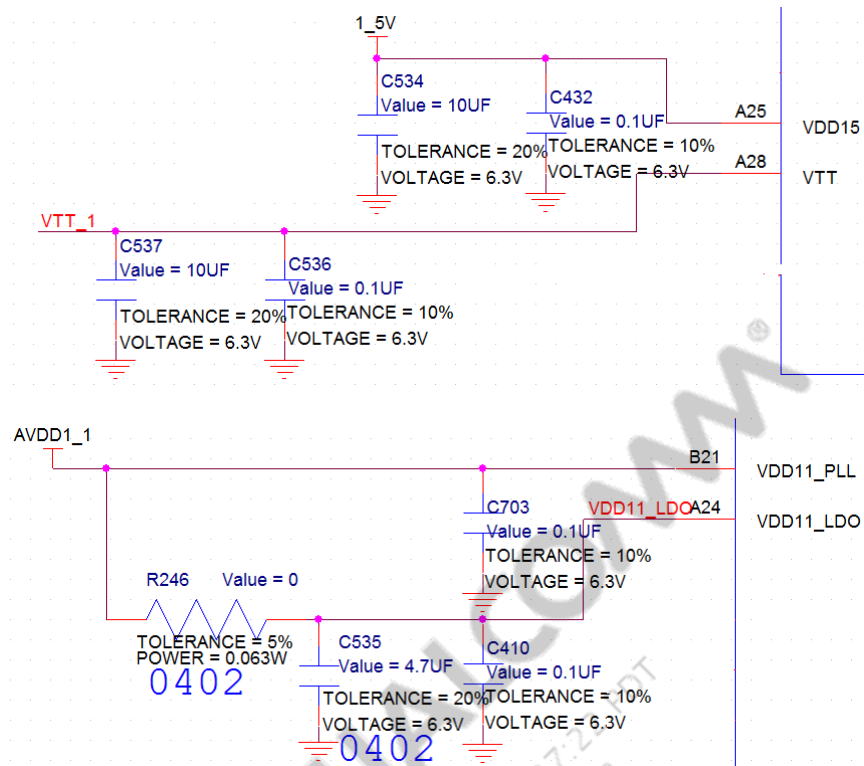 1_5V
C534
Value = 10UF
TOLERANCE = 20%
VOLTAGE = 6.3V
C432
Value = 0.1UF
TOLERANCE = 10%
VOLTAGE = 6.3V
A25
VDD15
A28
VTT
VTT_1
C537
Value = 10UF
TOLERANCE = 20%
VOLTAGE = 6.3V
C536
Value = 0.1UF
TOLERANCE = 10%
VOLTAGE = 6.3V
AVDD1_1
B21
VDD11_PLL
C703
Value = 0.1UF
TOLERANCE = 10%
VOLTAGE = 6.3V
VDD11_LDO
A24
VDD11_LDO
R246
Value = 0
TOLERANCE = 5%
POWER = 0.063W
0402
C535
Value = 4.7UF
TOLERANCE = 20%
VOLTAGE = 6.3V
0402
C410
Value = 0.1UF
TOLERANCE = 10%
VOLTAGE = 6.3V
ALCOMM®
PDT